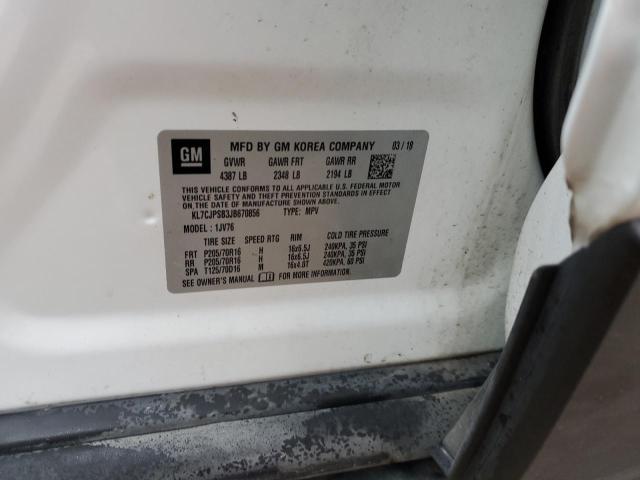 GM
MFD BY GM KOREA COMPANY 03/18
GVWR GAWR FRT GAWR RR
4387 LB 2348 LB 2194 LB
THIS VEHICLE CONFORMS TO ALL APPLICABLE U.S. FEDERAL MOTOR
VEHICLE SAFETY, BUMPER, AND THEFT PREVENTION STANDARDS IN EFFECT
ON THE DATE OF MANUFACTURE SHOWN ABOVE.
KL7CJPSB3JB670856 TYPE: MPV
MODEL: 1JV76
TIRE SIZE SPEED RTG RIM COLD TIRE PRESSURE
FRT P205/70R16 H 16x6.5J 240KPA, 35 PSI
RR P205/70R16 H 16x6.5J 240KPA, 35 PSI
SPA T125/70D16 M 16x4.0T 420KPA, 60 PSI
SEE OWNER'S MANUAL FOR MORE INFORMATION.